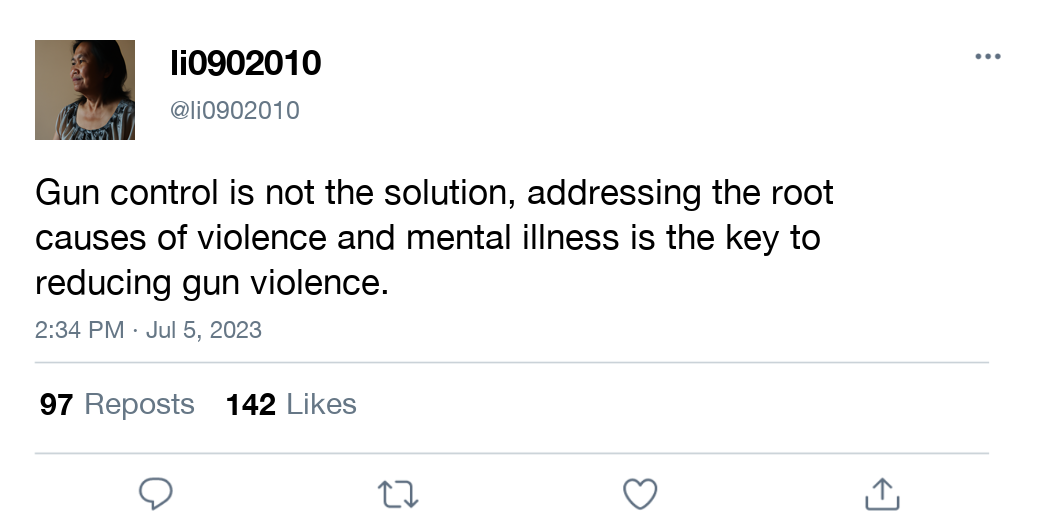 li0902010
@li0902010
Gun control is not the solution, addressing the root
causes of violence and mental illness is the key to
reducing gun violence.
2:34 PM · Jul 5, 2023
97 Reposts 142 Likes